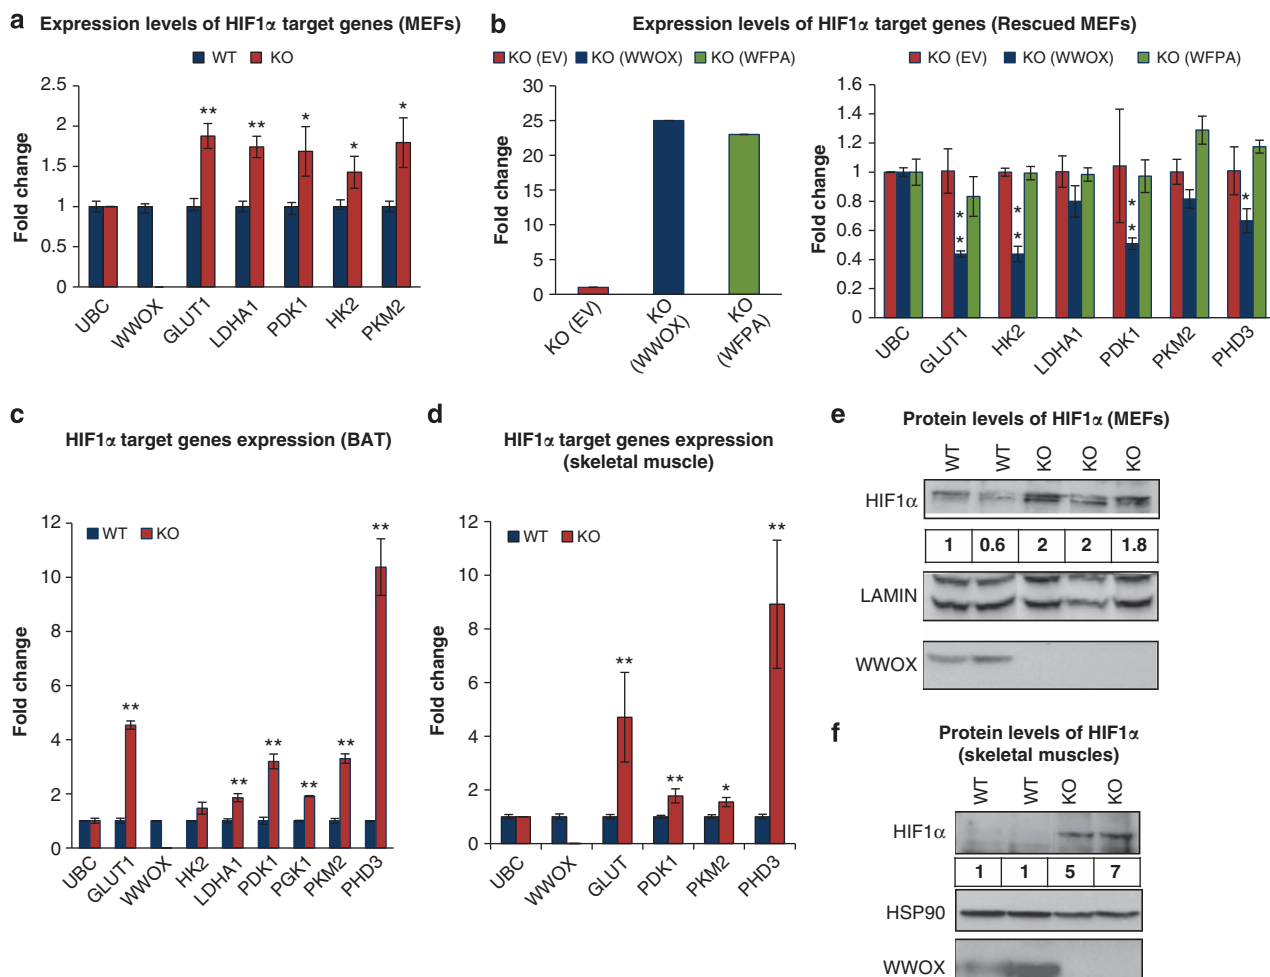 a Expression levels of HIF1α target genes (MEFs)
WT KO
Fold change
2.5
2
1.5
1
0.5
0
** ** * * *
UBC WWOX GLUT1 LDHA1 PDK1 HK2 PKM2
b Expression levels of HIF1α target genes (Rescued MEFs)
KO (EV) KO (WWOX) KO (WFPA)
Fold change
30
25
20
15
10
5
0
KO (EV)
KO
(WWOX)
KO
(WFPA)
KO (EV) KO (WWOX) KO (WFPA)
Fold change
1.6
1.4
1.2
1
0.8
0.6
0.4
0.2
0
** ** ** *
UBC GLUT1 HK2 LDHA1 PDK1 PKM2 PHD3
c
HIF1α target genes expression (BAT)
WT KO
Fold change
12
10
8
6
4
2
0
** ** ** ** ** **
UBC GLUT1 WWOX HK2 LDHA1 PDK1 PGK1 PKM2 PHD3
d
HIF1α target genes expression
(skeletal muscle)
WT KO
Fold change
12
10
8
6
4
2
0
** ** * **
UBC WWOX GLUT PDK1 PKM2 PHD3
e
Protein levels of HIF1α (MEFs)
WT WT KO KO KO
HIF1α
1 0.6 2 2 1.8
LAMIN
WWOX
f
Protein levels of HIF1α
(skeletal muscles)
WT WT KO KO
HIF1α
1 1 5 7
HSP90
WWOX